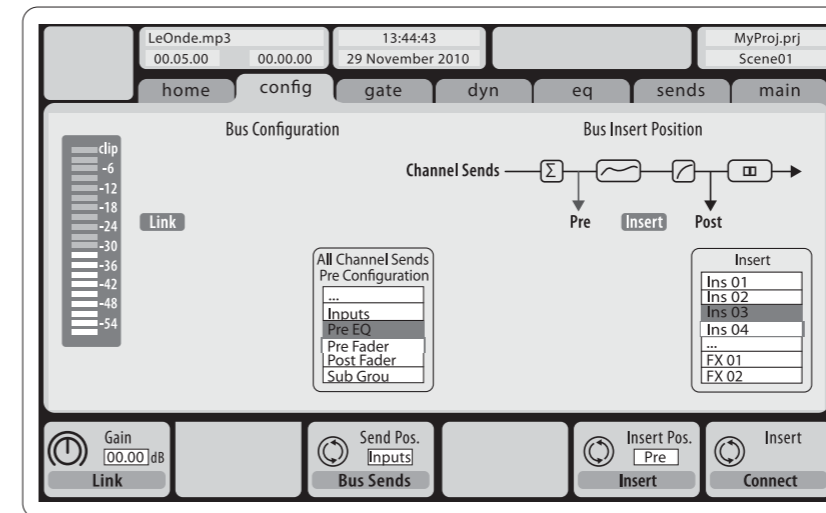 LeOnde.mp3
00.05.00 00.00.00
13:44:43
29 November 2010
MyProj.prj
Scene01
home config gate dyn eq sends main
Bus Configuration
Bus Insert Position
clip
-6
-12
-18
-24
-30
-36
-42
-48
-54
Link
Channel Sends Σ
Pre Insert Post
All Channel Sends
Pre Configuration
...
Inputs
Pre EQ
Pre Fader
Post Fader
Sub Grou
Insert
Ins 01
Ins 02
Ins 03
Ins 04
...
FX 01
FX 02
Gain
00.00 dB
Link
Send Pos.
Inputs
Bus Sends
Insert Pos.
Pre
Insert
Insert
Connect